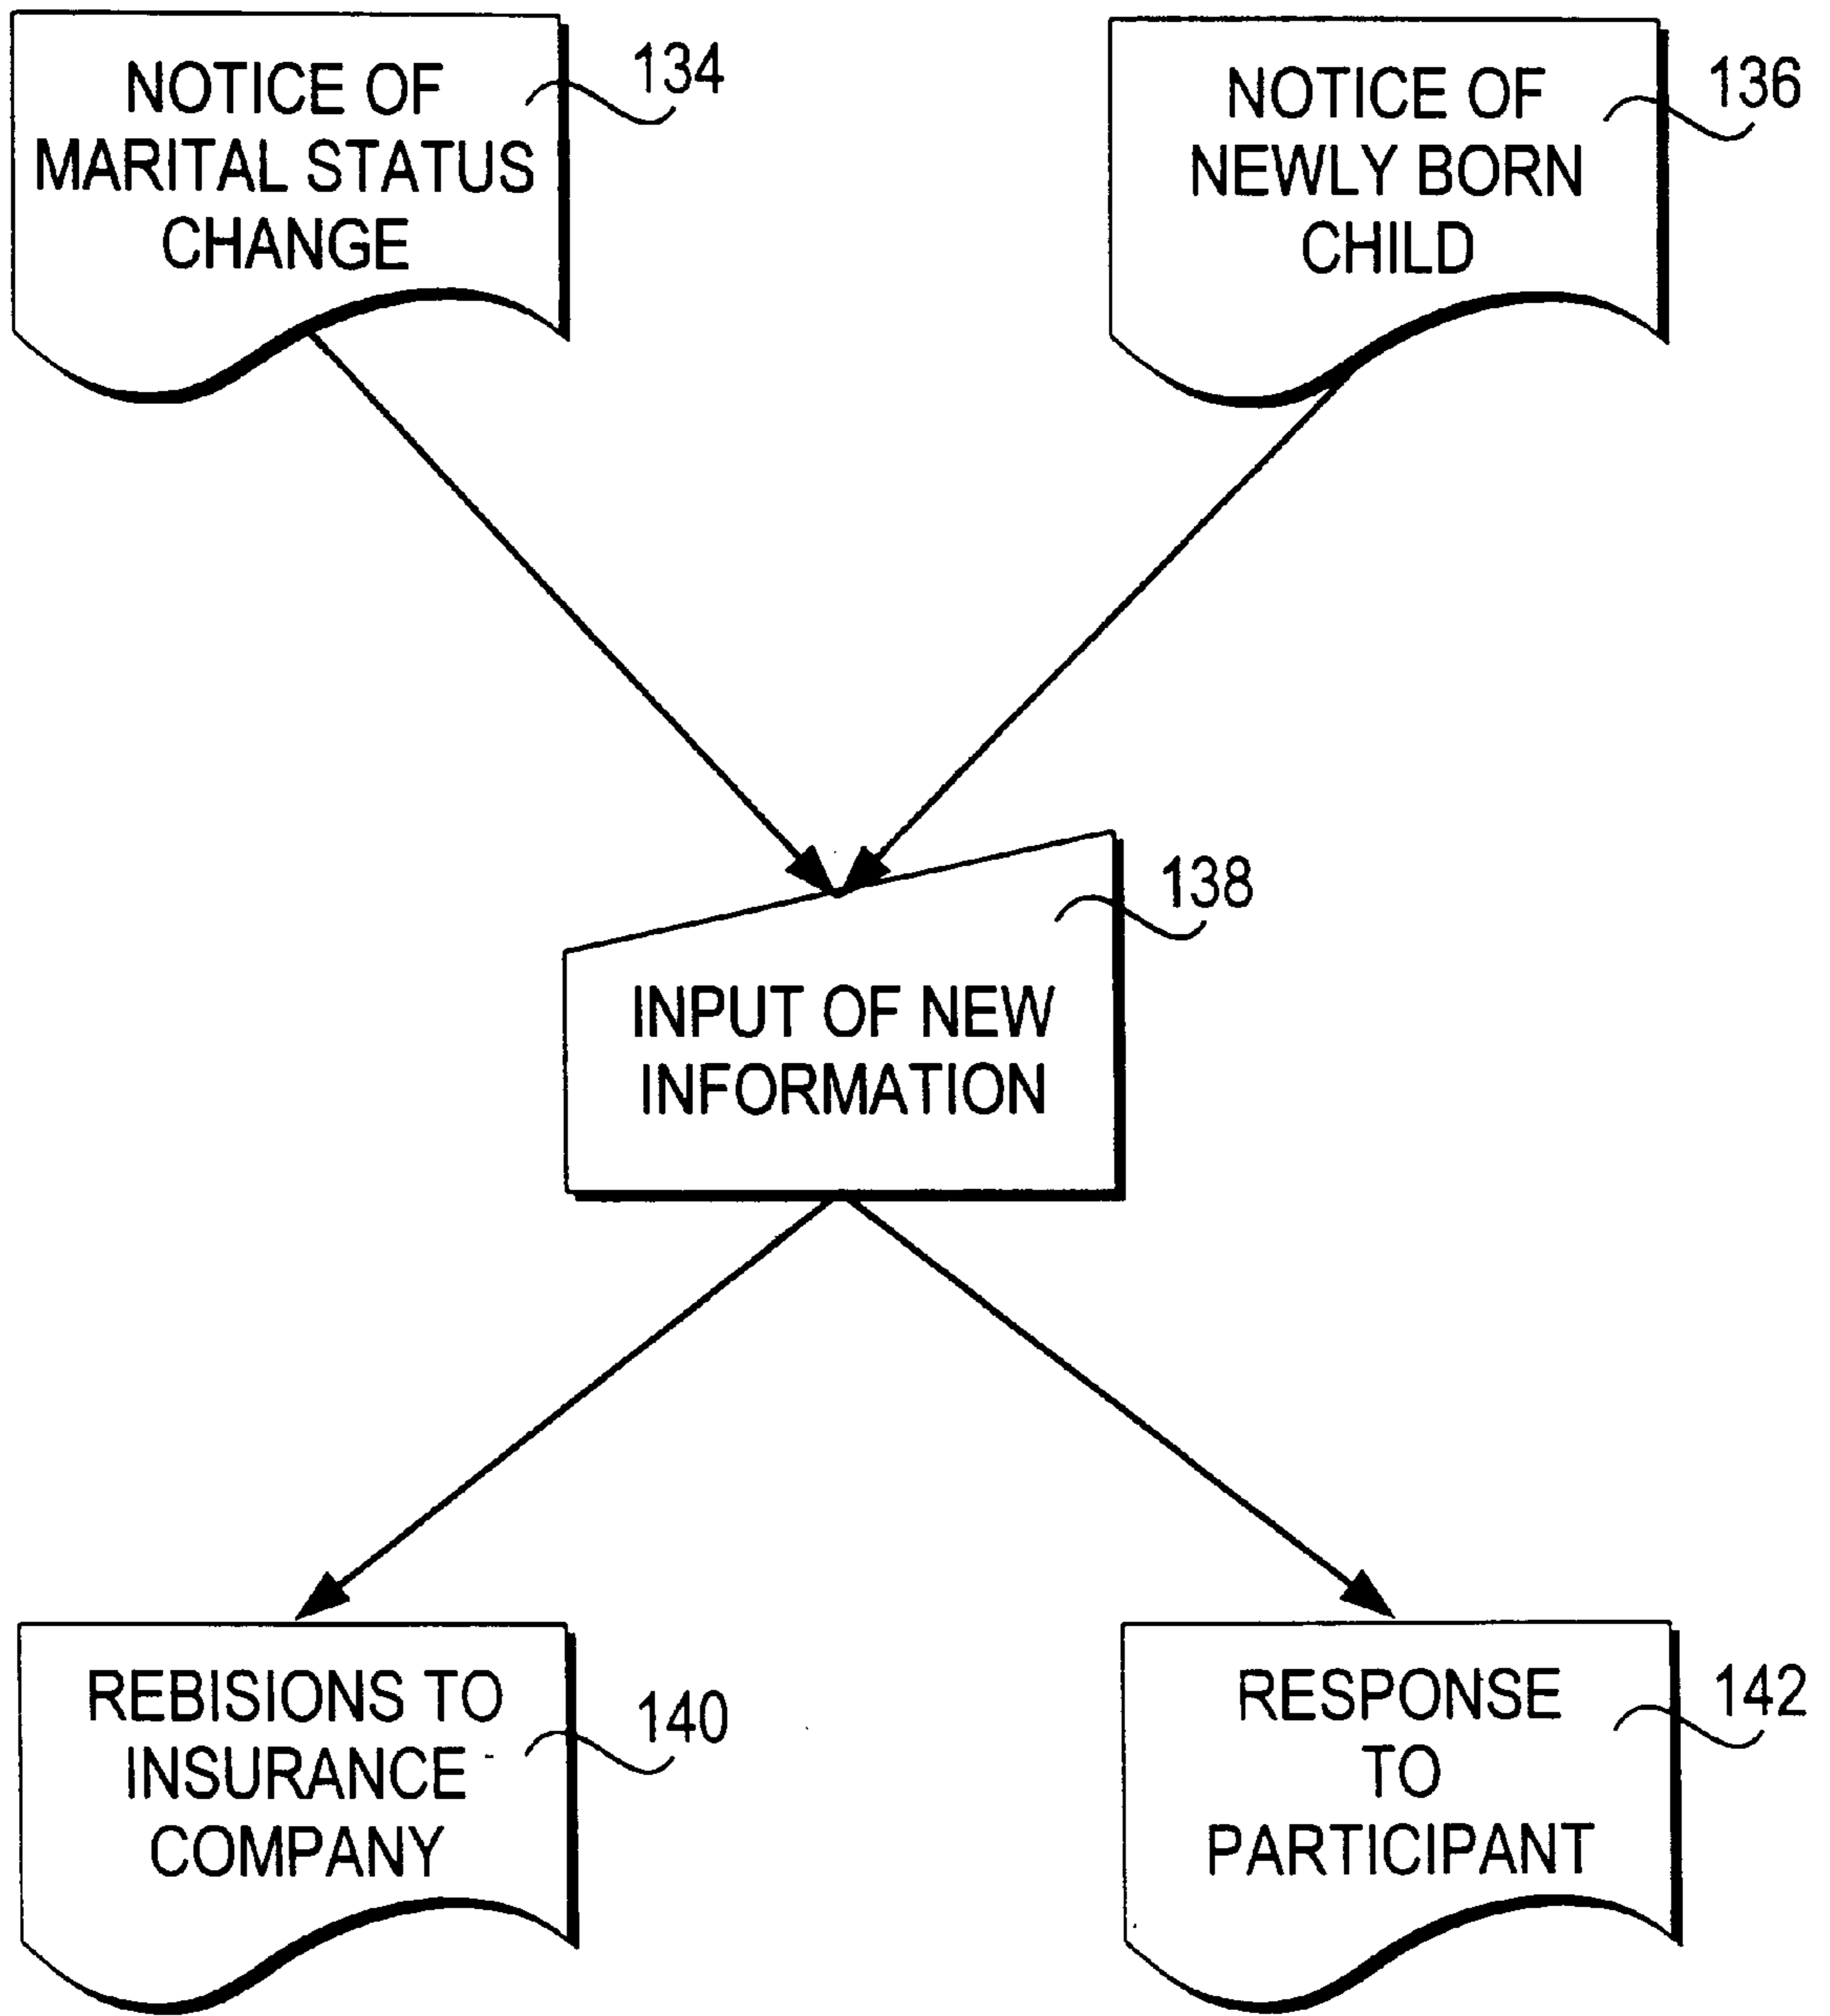 NOTICE OF
MARITAL STATUS
CHANGE
134
NOTICE OF
NEWLY BORN
CHILD
136
INPUT OF NEW
INFORMATION
138
REBISIONS TO
INSURANCE
COMPANY
140
RESPONSE
TO
PARTICIPANT
142